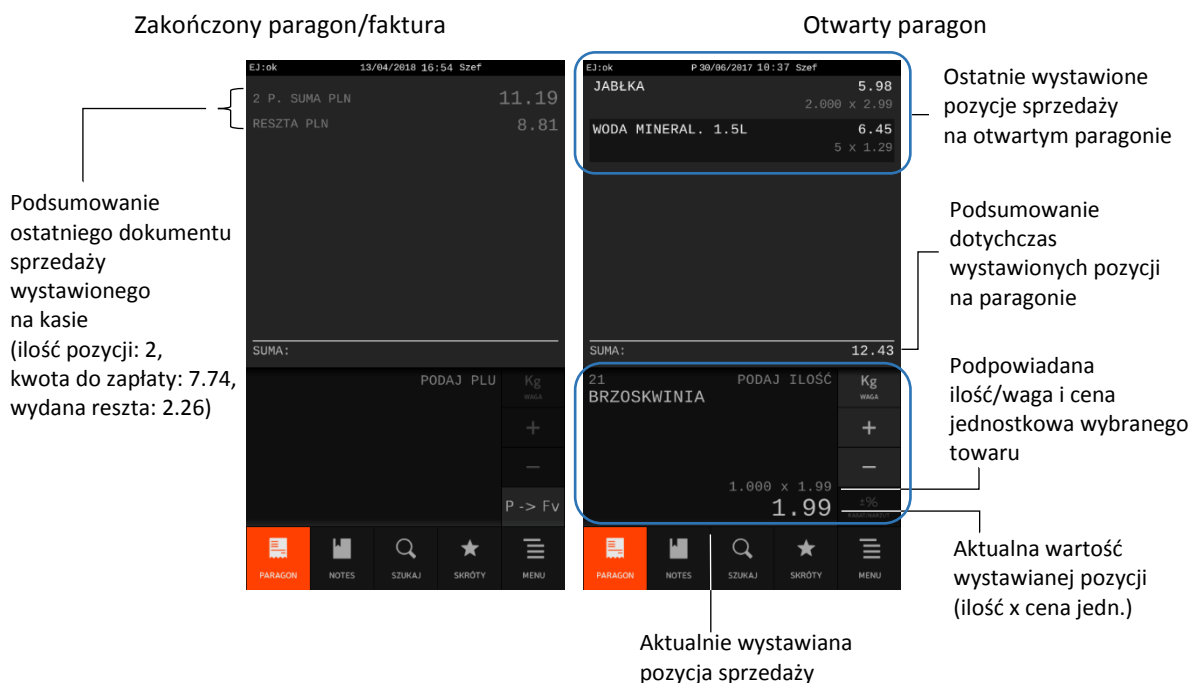 Zakończony paragon/faktura
Otwarty paragon
EJ:ok 13/04/2018 16:54 Szef
2 P. SUMA PLN 11.19
RESZTA PLN 8.81
SUMA:
PODAJ PLU
Kg
WAGA
+
−
P -> Fv
PARAGON NOTES SZUKAJ SKRÓTY MENU
Podsumowanie
ostatniego dokumentu
sprzedaży
wystawionego
na kasie
(ilość pozycji: 2,
kwota do zapłaty: 7.74,
wydana reszta: 2.26)
EJ:ok P 30/06/2017 10:37 Szef
JABŁKA 5.98
2.000 x 2.99
WODA MINERAL. 1.5L 6.45
5 x 1.29
SUMA: 12.43
21 PODAJ ILOŚĆ
BRZOSKWINIA
Kg
WAGA
+
−
1.000 x 1.99
1.99
±%
RABAT/NARZUT
PARAGON NOTES SZUKAJ SKRÓTY MENU
Ostatnie wystawione
pozycje sprzedaży
na otwartym paragonie
Podsumowanie
dotychczas
wystawionych pozycji
na paragonie
Podpowiadana
ilość/waga i cena
jednostkowa wybranego
towaru
Aktualna wartość
wystawianej pozycji
(ilość x cena jedn.)
Aktualnie wystawiana
pozycja sprzedaży